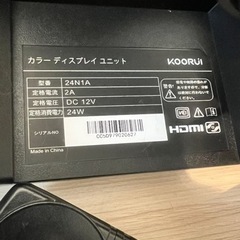 カラー ディスプレイ ユニット KOORUI
型番 24N1A
定格電流 2A
定格電圧 DC 12V
定格消費電力 24W
シリアルNO
Made in China
HDMI